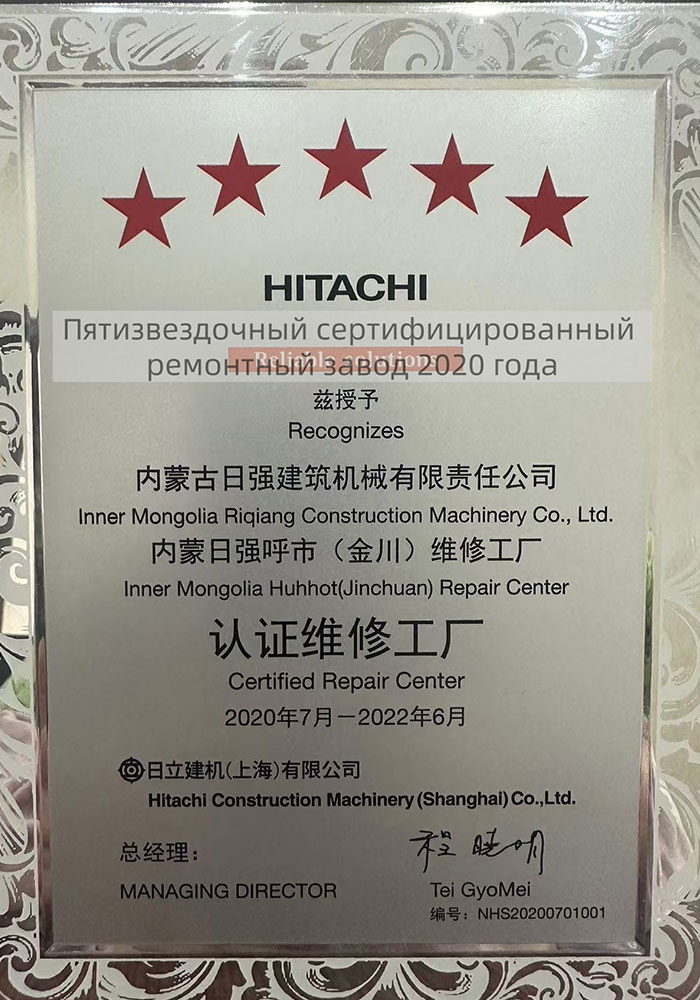 HITACHI
Пятизвездочный сертифицированный
ремонтный завод 2020 года
Reliable solutions
兹授予
Recognizes
内蒙古日强建筑机械有限责任公司
Inner Mongolia Riqiang Construction Machinery Co., Ltd.
内蒙日强呼市（金川）维修工厂
Inner Mongolia Huhhot(Jinchuan) Repair Center
认证维修工厂
Certified Repair Center
2020年7月－2022年6月
日立建机(上海)有限公司
Hitachi Construction Machinery (Shanghai) Co.,Ltd.
总经理： 程晓明
MANAGING DIRECTOR Tei GyoMei
编号：NHS20200701001